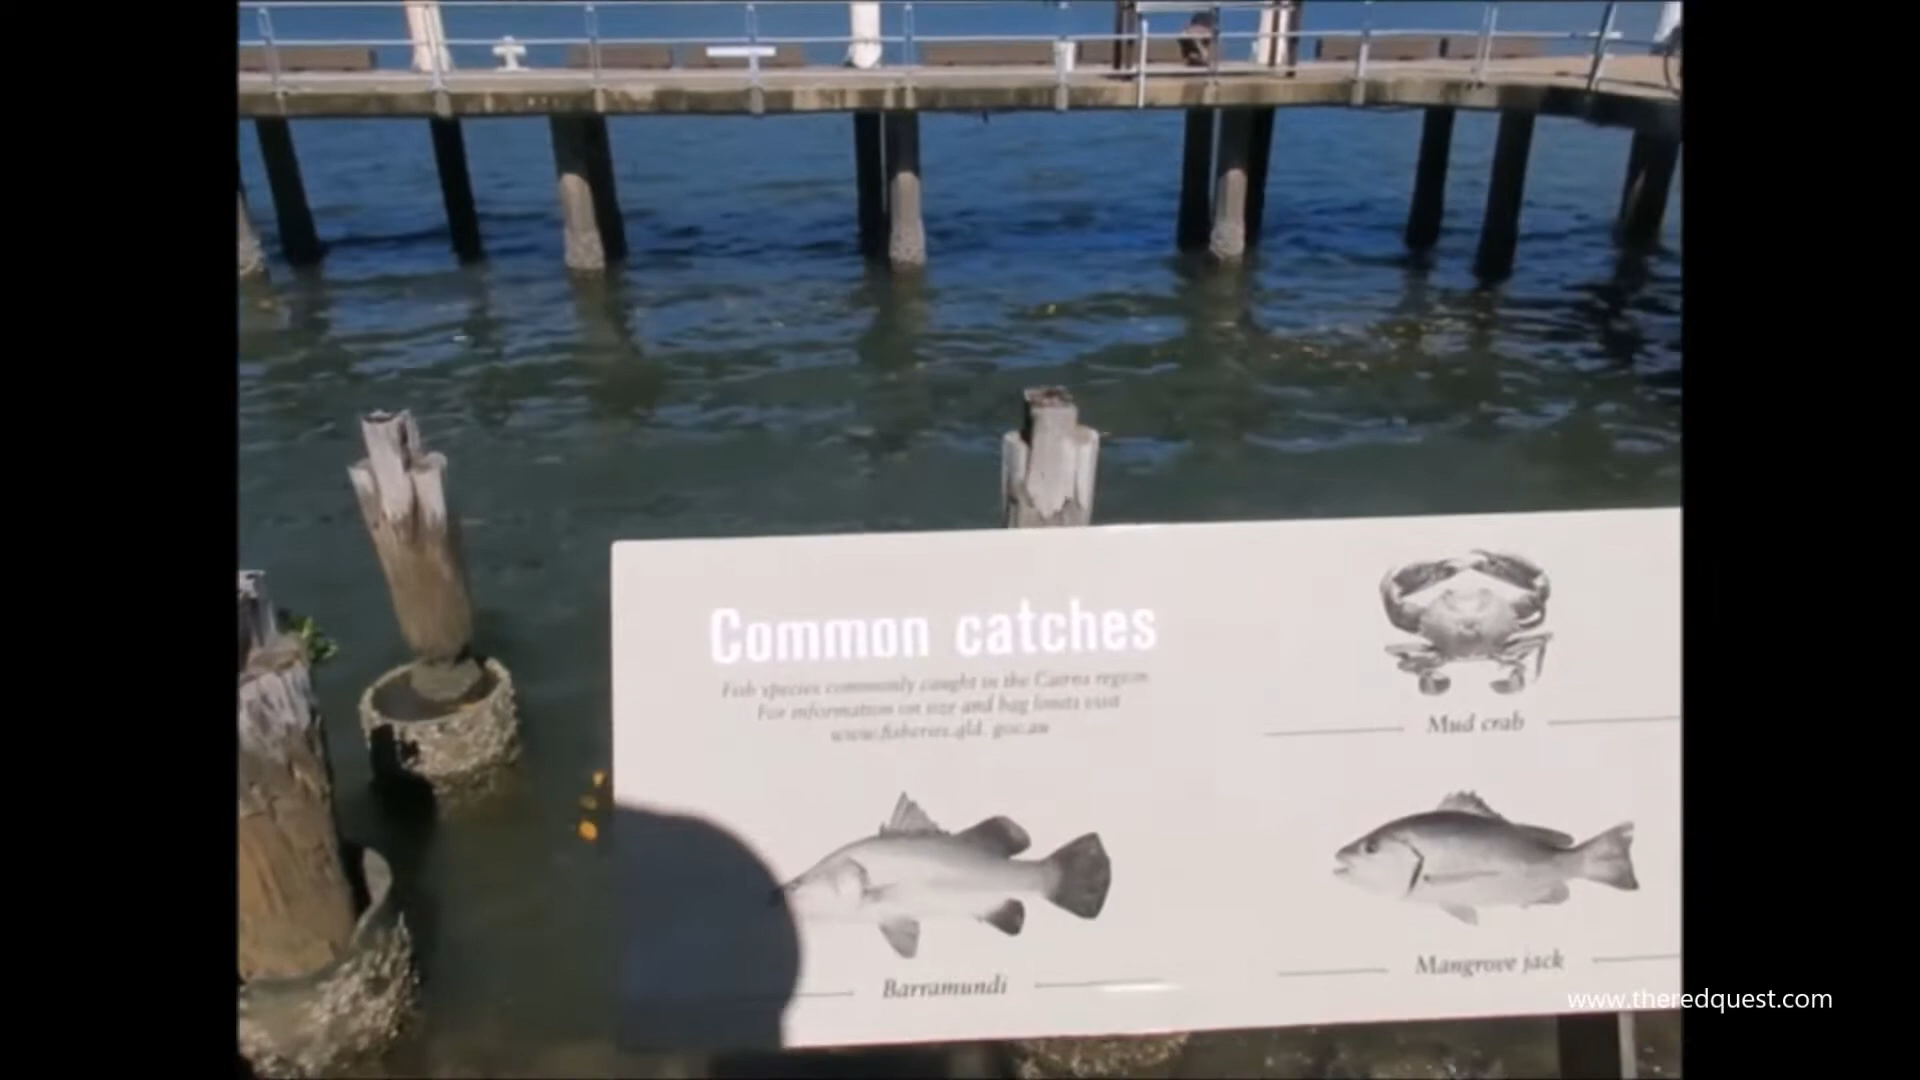 Common catches
Fish species commonly caught in the Cairns region
For information on size and bag limits visit
www.fisheries.qld. gov.au
Mud crab
Barramundi
Mangrove jack
www.theredquest.com